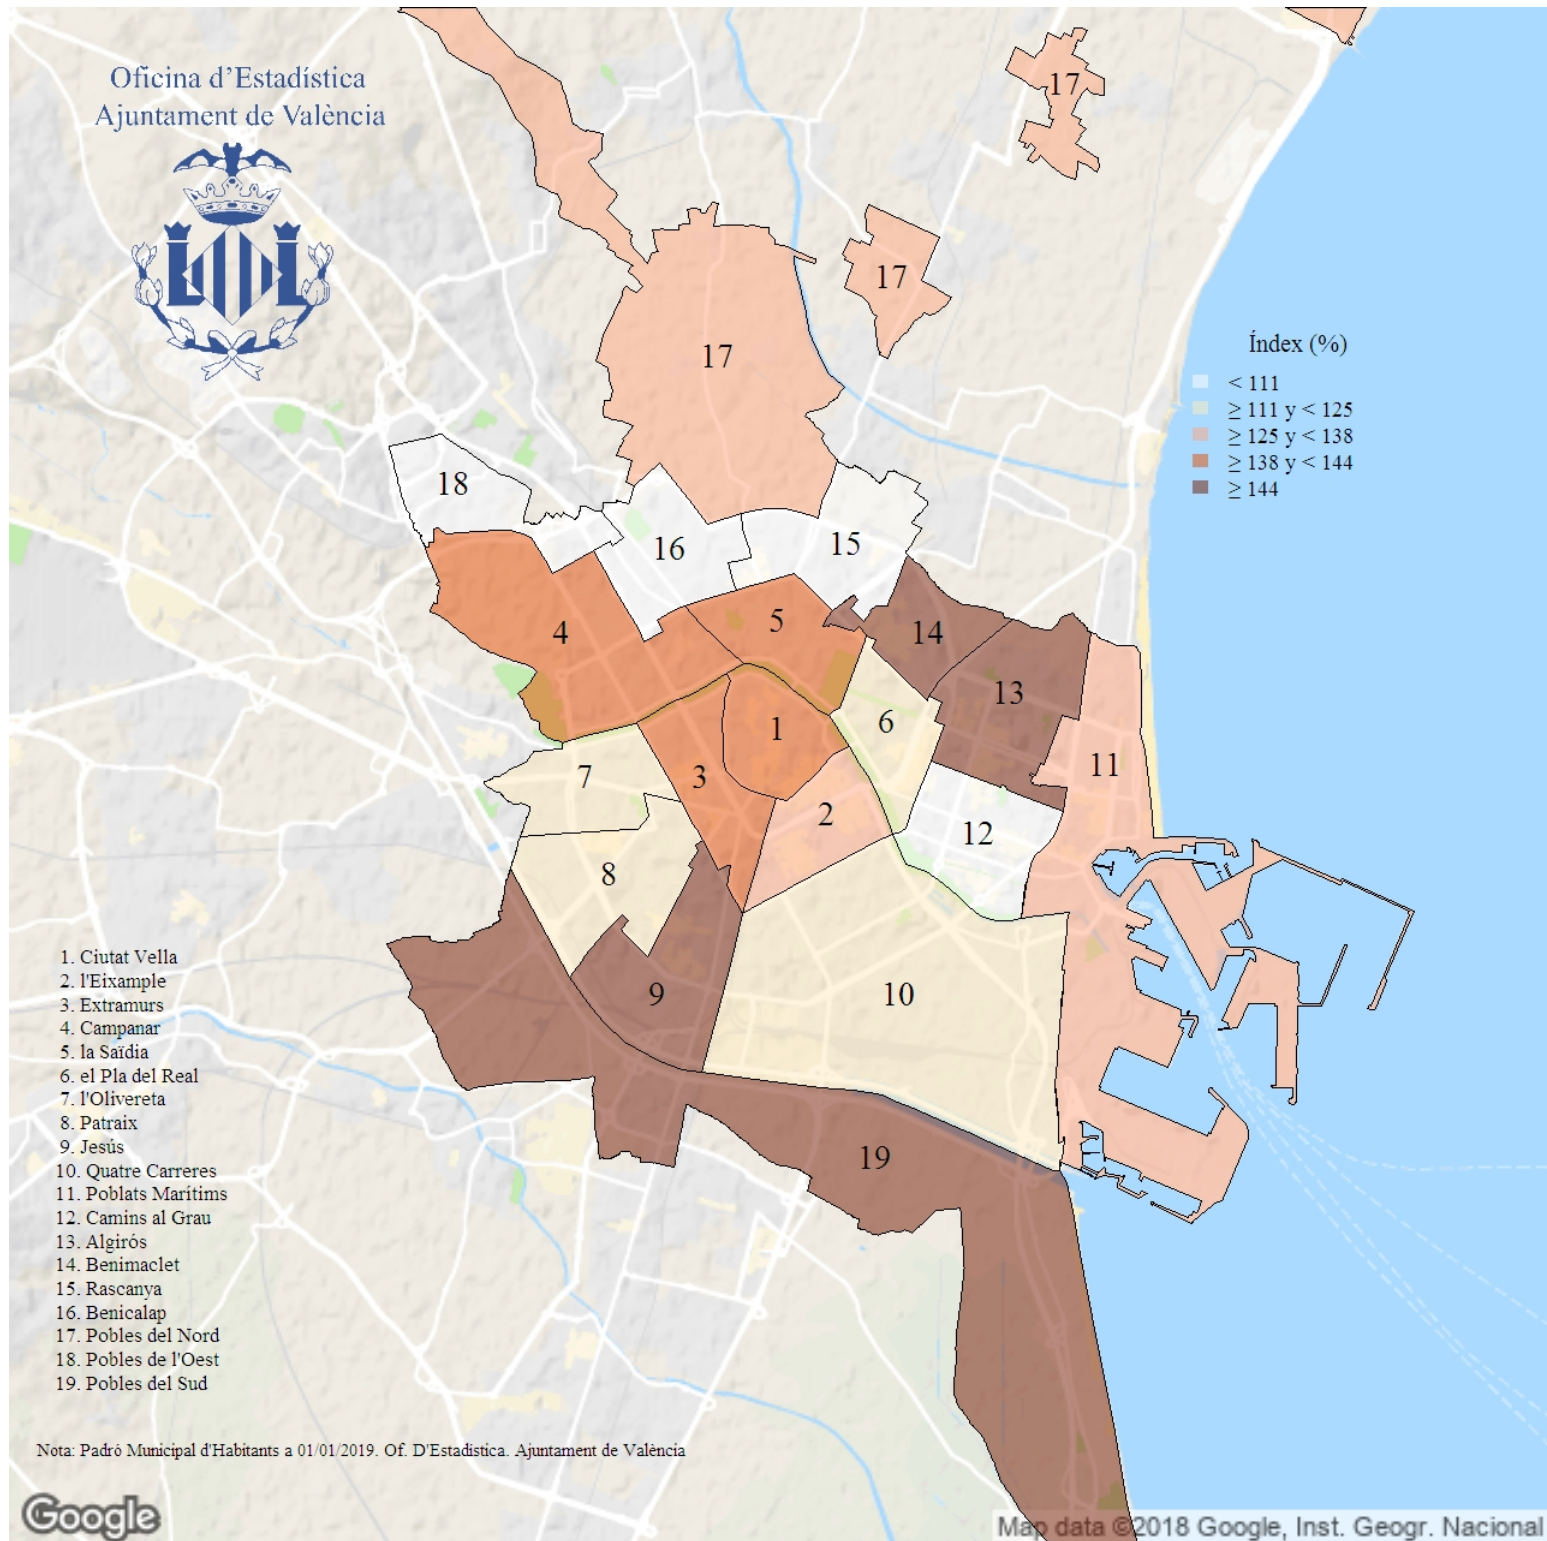 Oficina d'Estadística
Ajuntament de València
17
17
17
Índex (%)
< 111
≥ 111 y < 125
≥ 125 y < 138
≥ 138 y < 144
≥ 144
18
16
15
5
4
14
13
6
1
11
7
3
2
12
8
9
10
19
1. Ciutat Vella
2. l'Eixample
3. Extramurs
4. Campanar
5. la Saïdia
6. el Pla del Real
7. l'Olivereta
8. Patraix
9. Jesús
10. Quatre Carreres
11. Poblats Marítims
12. Camins al Grau
13. Algirós
14. Benimaclet
15. Rascanya
16. Benicalap
17. Pobles del Nord
18. Pobles de l'Oest
19. Pobles del Sud
Nota: Padró Municipal d'Habitants a 01/01/2019. Of. D'Estadística. Ajuntament de València
Google
Map data ©2018 Google, Inst. Geogr. Nacional